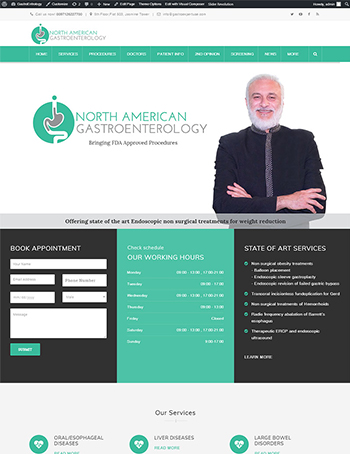 Customize
New
Edit Page
Theme Options
Edit with Visual Composer
Slider Revolution
Howdy, admin
NORTH AMERICAN
GASTROENTEROLOGY
HOME
SERVICES
PROCEDURES
DOCTORS
PATIENT INFO
2ND OPINION
SCREENING
NEWS
MORE
NORTH AMERICAN
GASTROENTEROLOGY
Bringing FDA Approved Procedures
Offering state of the art Endoscopic non surgical treatments for weight reduction
BOOK APPOINTMENT
Your Name
Email Address
Phone Number
Date
Message
SUBMIT
Check schedule
OUR WORKING HOURS
Monday 09:00 - 13:00 , 17:00-21:00
Tuesday 09:00 - 17:00
Wednesday 09:00 - 13:00 , 17:00-21:00
Thursday 09:00 - 17:00
Friday Closed
Saturday 09:00 - 13:00 , 17:00-21:00
Sunday 9:00 - 17:00
STATE OF ART SERVICES
Non surgical obesity treatments
- Balloon placement
- Endoscopic sleeve gastroplasty
- Endoscopic revision of failed gastric bypass
Transoral incisionless fundoplication for Gerd
Non surgical treatments of Hemorrhoids
Radio frequency abalation of Barrett's
esophagus
Therapeutic ERCP and endoscopic
ultrasound
LEARN MORE
Our Services
ORAL/ESOPHAGEAL
DISEASES
READ MORE
LIVER DISEASES
READ MORE
LARGE BOWEL
DISORDERS
READ MORE